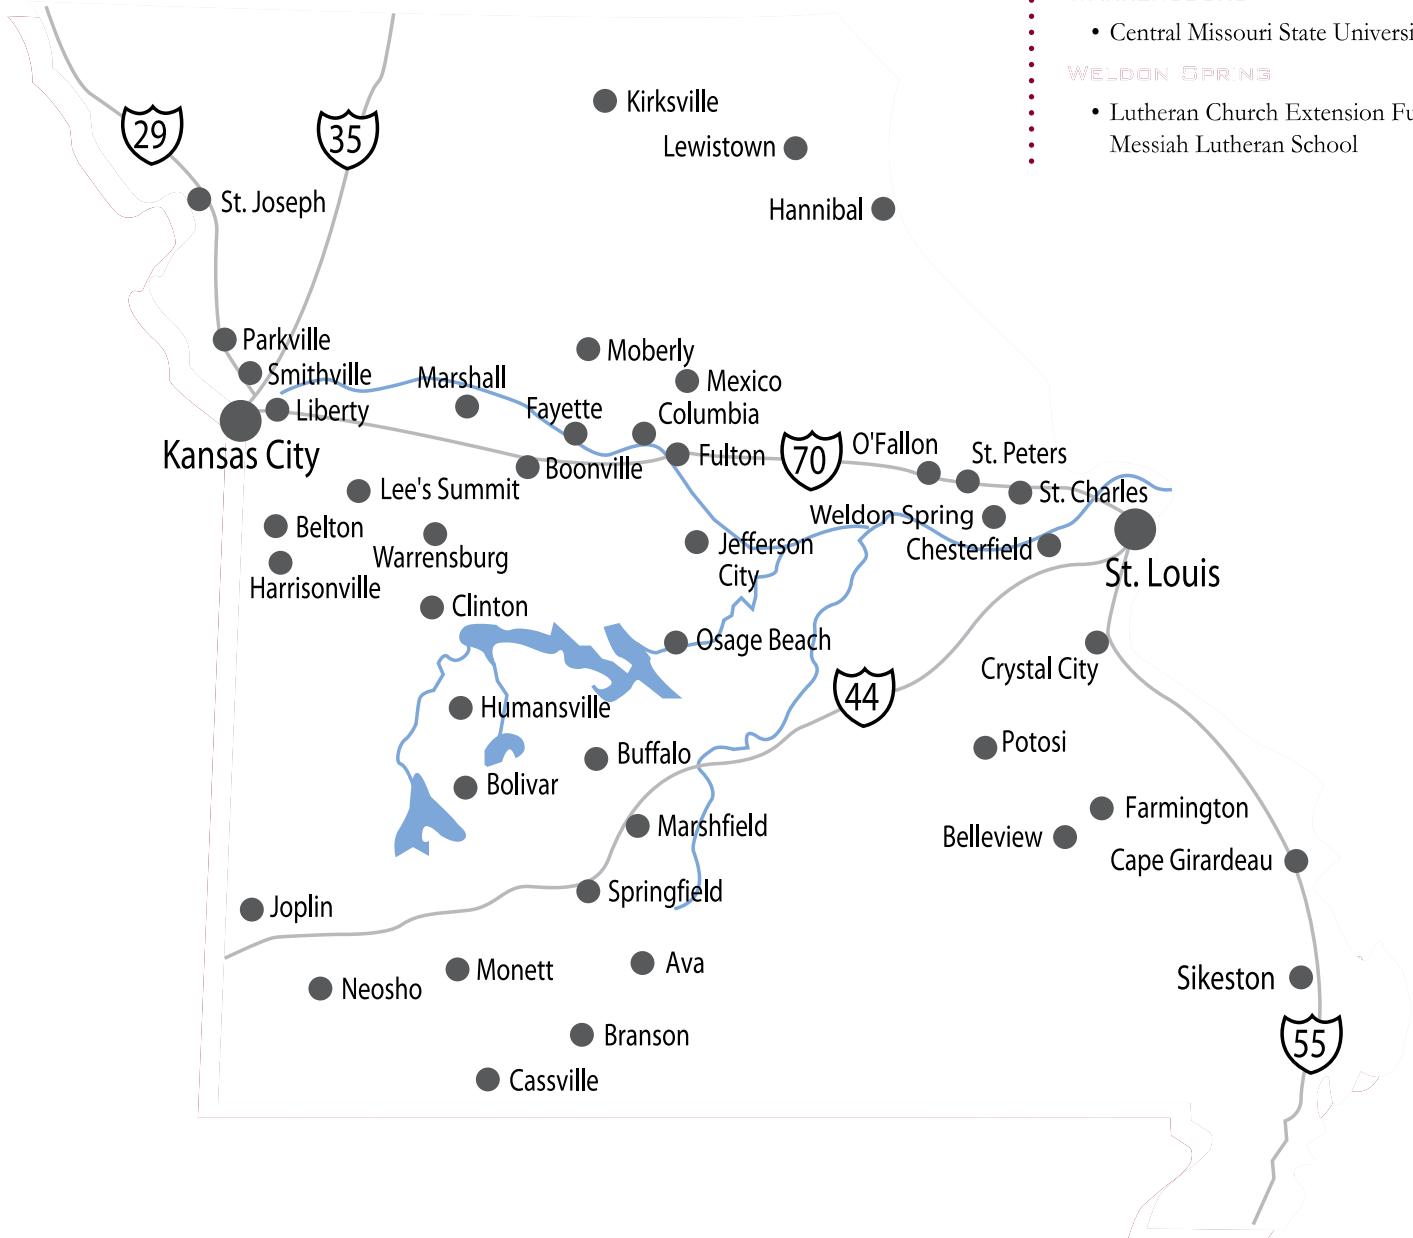 • Central Missouri State Universi
WELDON SPRING
• Lutheran Church Extension Fu
Messiah Lutheran School
29
35
Kirksville
Lewistown
St. Joseph
Hannibal
Parkville
Smithville
Liberty
Kansas City
Marshall
Moberly
Mexico
Fayette
Columbia
Boonville
Fulton
70
O'Fallon
St. Peters
St. Charles
Lee's Summit
Belton
Warrensburg
Harrisonville
Weldon Spring
Chesterfield
Jefferson
City
St. Louis
Clinton
Osage Beach
Crystal City
44
Humansville
Buffalo
Potosi
Bolivar
Marshfield
Farmington
Belleview
Cape Girardeau
Springfield
Joplin
Monett
Ava
Neosho
Sikeston
Branson
55
Cassville